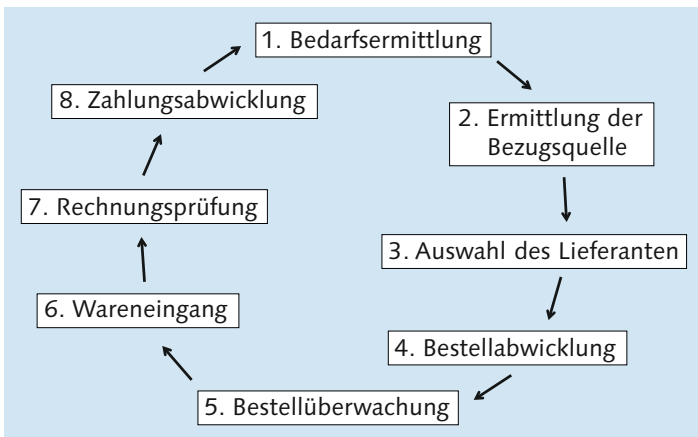 1. Bedarfsermittlung
2. Ermittlung der
Bezugsquelle
3. Auswahl des Lieferanten
4. Bestellabwicklung
5. Bestellüberwachung
6. Wareneingang
7. Rechnungsprüfung
8. Zahlungsabwicklung